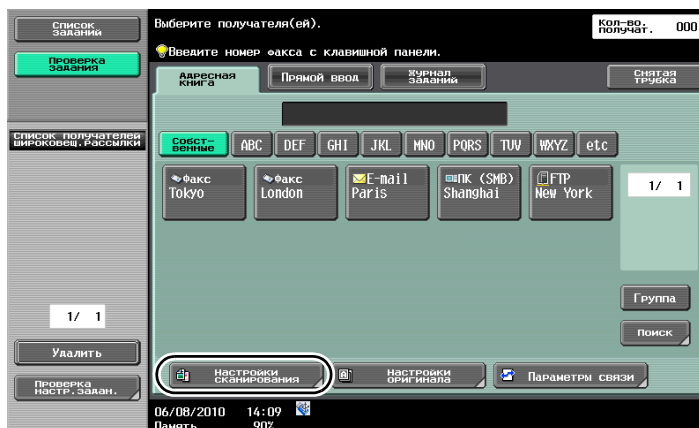 Список
заданий
Проверка
задания
Список получателей
широковещ.рассылки
1/ 1
Удалить
Проверка
настр.задан.
Выберите получателя(ей).
Введите номер факса с клавишной панели.
Кол-во.
получат. 000
Адресная
книга
Прямой ввод
Журнал
заданий
Снятая
трубка
Собст-
венные ABC DEF GHI JKL MNO PQRS TUV WXYZ etc
Факс
Tokyo
Факс
London
E-mail
Paris
ПК (SMB)
Shanghai
FTP
New York
1/ 1
Группа
Поиск
Настройки
сканирования
Настройки
оригинала
Параметры связи
06/08/2010 14:09
Память 90%